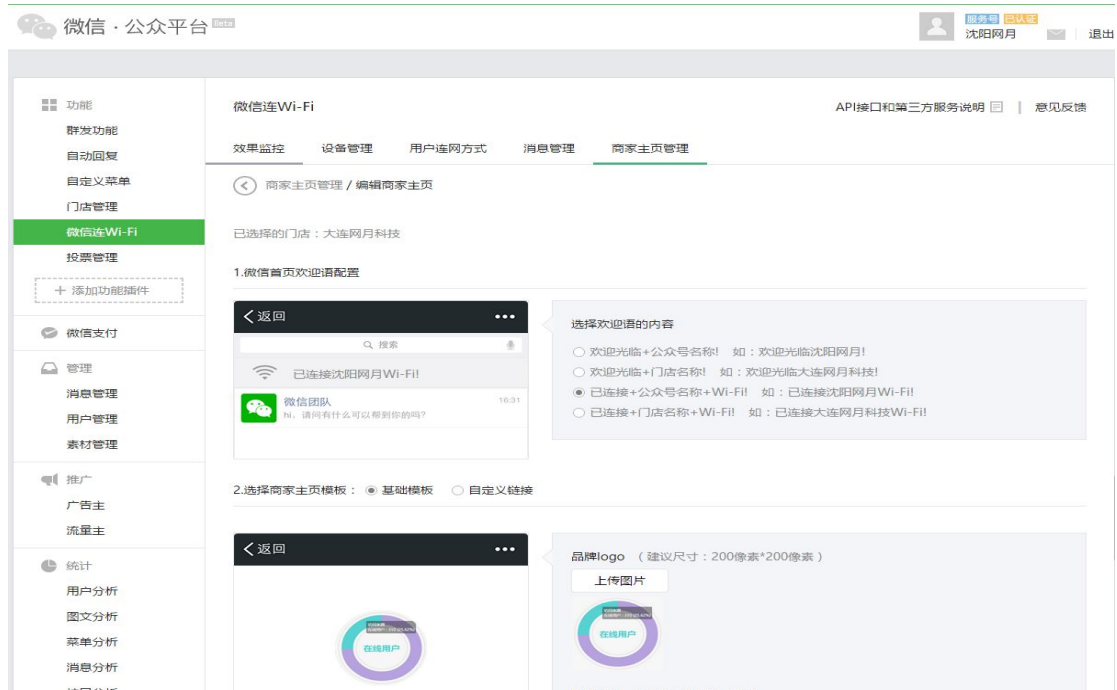 微信·公众平台 Beta
服务号 已认证
沈阳网月
退出
功能
群发功能
自动回复
自定义菜单
门店管理
微信连Wi-Fi
投票管理
+ 添加功能插件
微信支付
管理
消息管理
用户管理
素材管理
推广
广告主
流量主
统计
用户分析
图文分析
菜单分析
消息分析
微信连Wi-Fi
API接口和第三方服务说明 | 意见反馈
效果监控 设备管理 用户连网方式 消息管理 商家主页管理
商家主页管理 / 编辑商家主页
已选择的门店：大连网月科技
1.微信首页欢迎语配置
返回
搜索
已连接沈阳网月Wi-Fi!
微信团队 16:31
hi，请问有什么可以帮到你的吗?
选择欢迎语的内容
欢迎光临+公众号名称! 如：欢迎光临沈阳网月!
欢迎光临+门店名称! 如：欢迎光临大连网月科技!
已连接+公众号名称+Wi-Fi! 如：已连接沈阳网月Wi-Fi!
已连接+门店名称+Wi-Fi! 如：已连接大连网月科技Wi-Fi!
2.选择商家主页模板： 基础模板 自定义链接
返回
在线用户
品牌logo （建议尺寸：200像素*200像素）
上传图片
在线用户